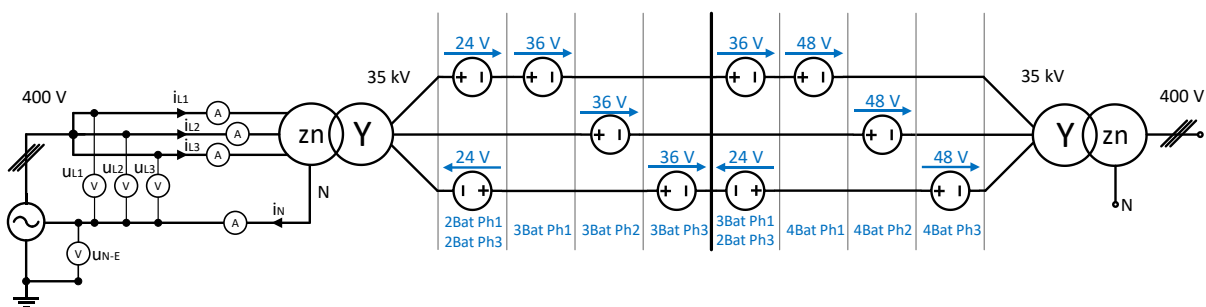 24 V
36 V
36 V
48 V
35 kV
35 kV
400 V
iL1
A
36 V
48 V
400 V
iL2
A
zn
Y
Y
zn
iL3
A
24 V
36 V
24 V
48 V
uL1
uL2
uL3
V
V
V
N
N
iN
A
2Bat Ph1
2Bat Ph3
3Bat Ph1
3Bat Ph2
3Bat Ph3
3Bat Ph1
2Bat Ph3
4Bat Ph1
4Bat Ph2
4Bat Ph3
V
uN-E